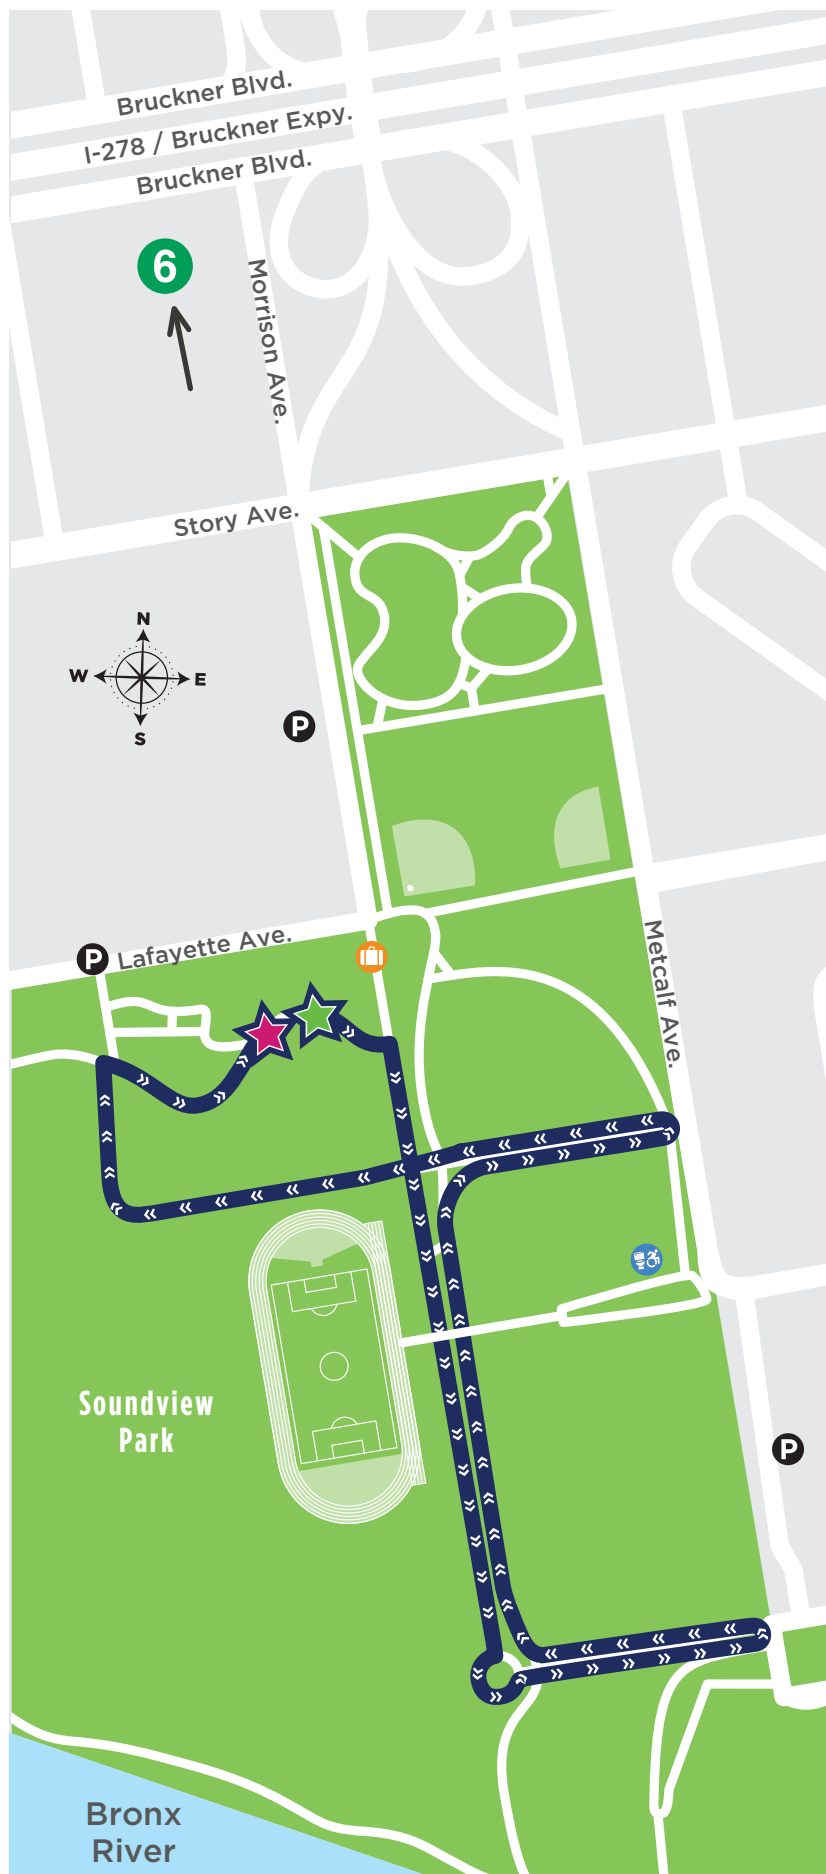 Bruckner Blvd.
I-278 / Bruckner Expy.
Bruckner Blvd.
6
Morrison Ave.
Story Ave.
N
W
E
S
P
Lafayette Ave.
P
Metcalf Ave.
Soundview
Park
P
Bronx
River